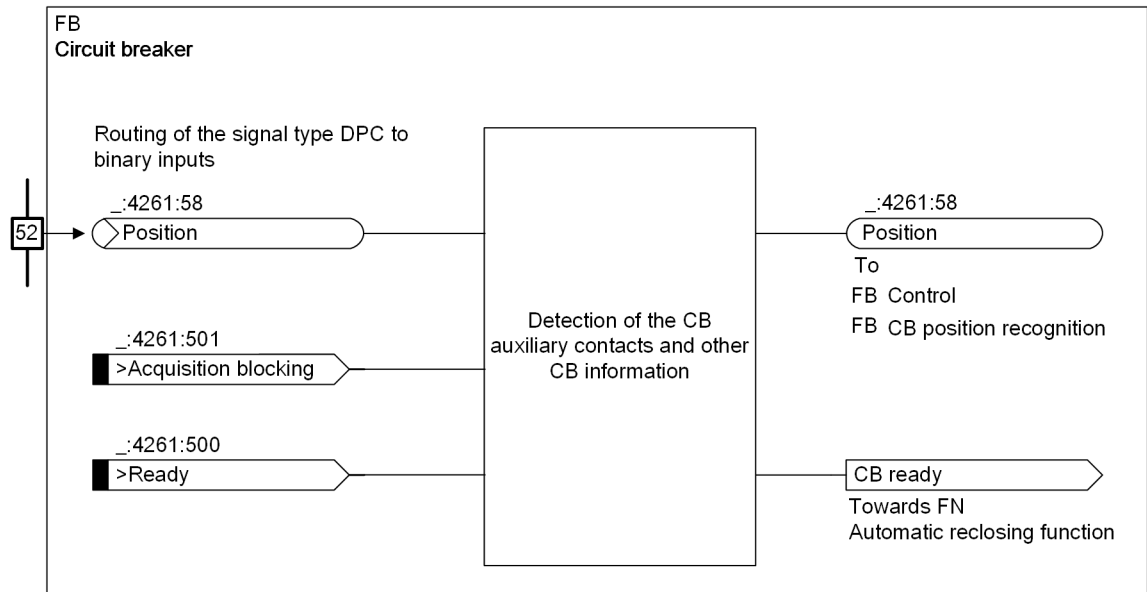 FB
Circuit breaker
Routing of the signal type DPC to
binary inputs
_:4261:58
52
Position
_:4261:501
>Acquisition blocking
_:4261:500
>Ready
Detection of the CB
auxiliary contacts and other
CB information
_:4261:58
Position
To
FB Control
FB CB position recognition
CB ready
Towards FN
Automatic reclosing function